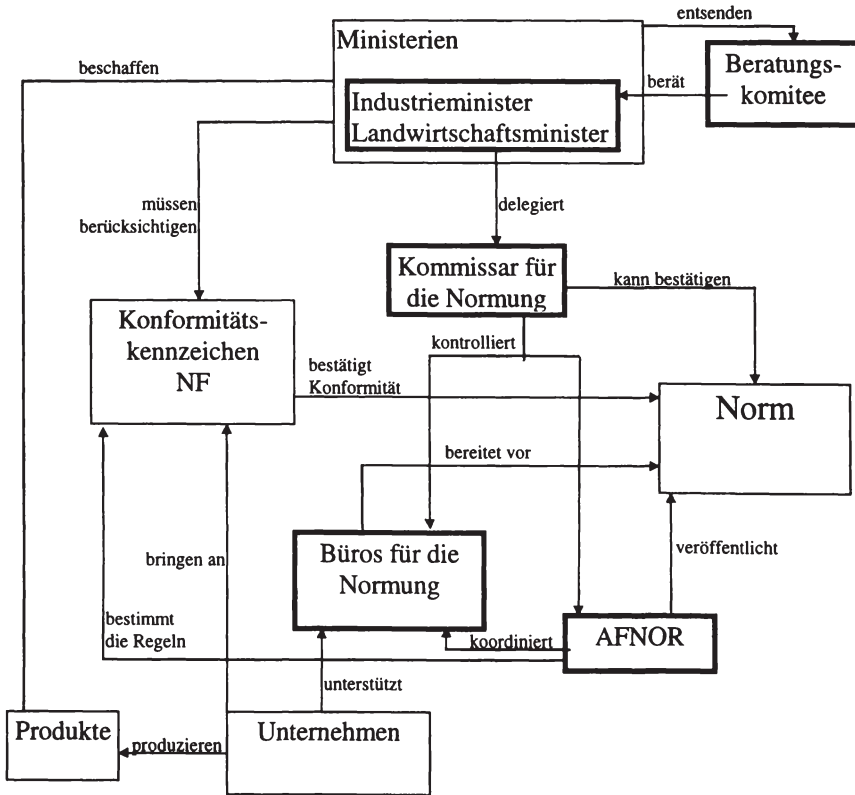 entsenden
Ministerien
beschaffen
Beratungs-
komitee
berät
Industrieminister
Landwirtschaftsminister
müssen
berücksichtigen
delegiert
Kommissar für
die Normung
kann bestätigen
Konformitäts-
kennzeichen
NF
kontrolliert
bestätigt
Konformität
Norm
bereitet vor
Büros für die
Normung
bringen an
veröffentlicht
bestimmt
die Regeln
koordiniert
AFNOR
unterstützt
Produkte
produzieren
Unternehmen